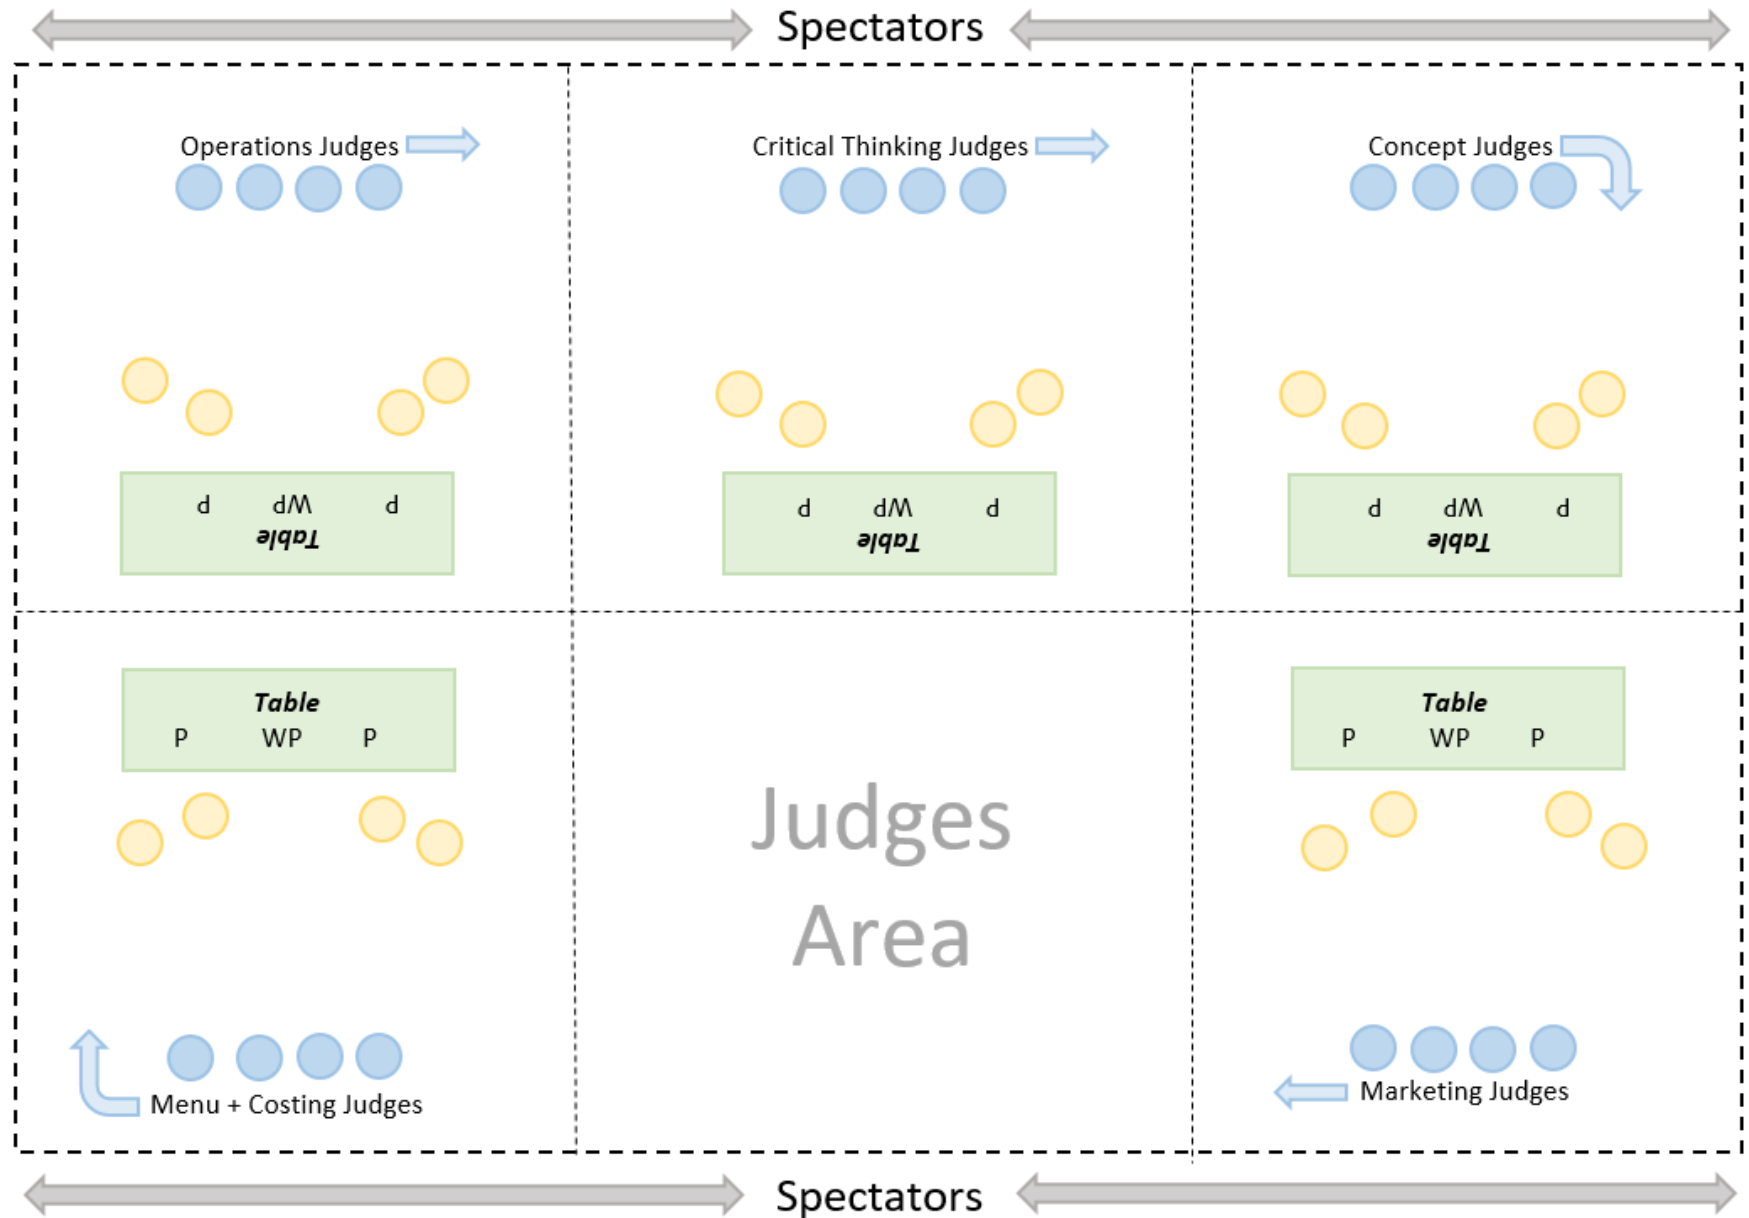 Spectators
Operations Judges
Critical Thinking Judges
Concept Judges
P WP P
Table
P WP P
Table
P WP P
Table
Table
P WP P
Table
P WP P
Judges
Area
Menu + Costing Judges
Marketing Judges
Spectators